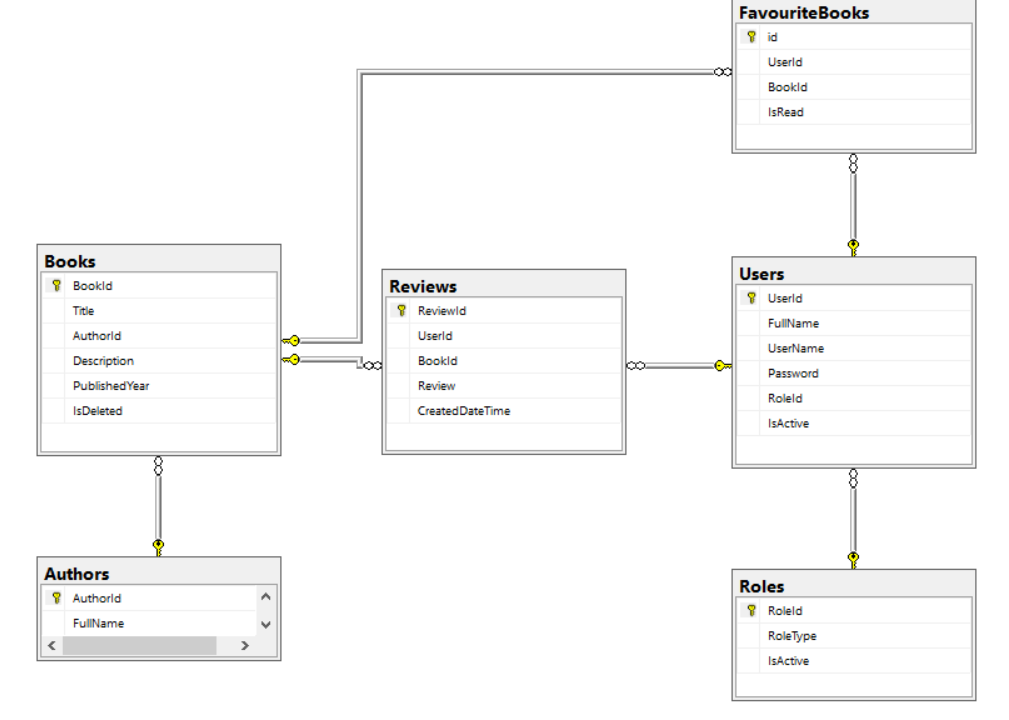 FavouriteBooks
id
UserId
BookId
IsRead
Books
BookId
Title
AuthorId
Description
PublishedYear
IsDeleted
Reviews
ReviewId
UserId
BookId
Review
CreatedDateTime
Users
UserId
FullName
UserName
Password
RoleId
IsActive
Authors
AuthorId
FullName
Roles
RoleId
RoleType
IsActive